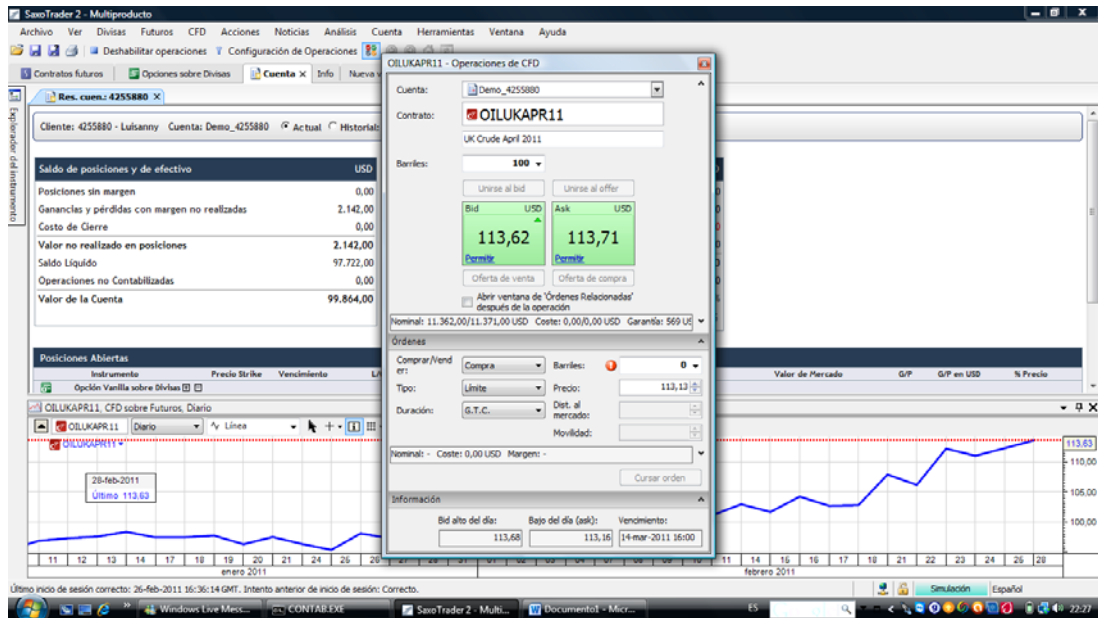 SaxoTrader 2 - Multiproducto
Archivo Ver Divisas Futuros CFD Acciones Noticias Análisis Cuenta Herramientas Ventana Ayuda
Deshabilitar operaciones Configuración de Operaciones
Contratos futuros Opciones sobre Divisas Cuenta Info Nueva v
Explorador del instrumento
Res. cuen.: 4255880
Cliente: 4255880 - Luisanny Cuenta: Demo_4255880 Actual Historial:
Saldo de posiciones y de efectivo USD
Posiciones sin margen 0,00
Ganancias y pérdidas con margen no realizadas 2.142,00
Costo de Cierre 0,00
Valor no realizado en posiciones 2.142,00
Saldo Líquido 97.722,00
Operaciones no Contabilizadas 0,00
Valor de la Cuenta 99.864,00
Posiciones Abiertas
Instrumento Precio Strike Vencimiento Valor de Mercado G/P G/P en USD % Precio
Opción Vanilla sobre Divisas
OILUKAPR11 - Operaciones de CFD
Cuenta: Demo_4255880
Contrato: OILUKAPR11
UK Crude April 2011
Barriles: 100
Unirse al bid Unirse al offer
Bid USD Ask USD
113,62 113,71
Permitir Permitir
Oferta de venta Oferta de compra
Abrir ventana de 'Órdenes Relacionadas'
después de la operación
Nominal: 11.362,00/11.371,00 USD Coste: 0,00/0,00 USD Garantía: 569 US
Órdenes
Comprar/Vend
er: Compra Barriles: 0
Tipo: Límite Precio: 113,13
Duración: G.T.C. Dist. al
mercado:
Movilidad:
Nominal: - Coste: 0,00 USD Margen: -
Cursar orden
Información
Bid alto del día: Bajo del día (ask): Vencimiento:
113,68 113,16 14-mar-2011 16:00
OILUKAPR11, CFD sobre Futuros, Diario
OILUKAPR11 Diario Línea
OILUKAPR11
28-feb-2011
Último 113,63
113,63
110,00
105,00
100,00
11 12 13 14 17 18 19 20 21 24 25 26 11 14 15 16 17 18 21 22 23 24 25 28
enero 2011 febrero 2011
Último inicio de sesión correcto: 26-feb-2011 16:36:14 GMT. Intento anterior de inicio de sesión: Correcto.
Simulación Español
Windows Live Mess... CONTAB.EXE SaxoTrader 2 - Multi... Documento1 - Micr... ES 22:27